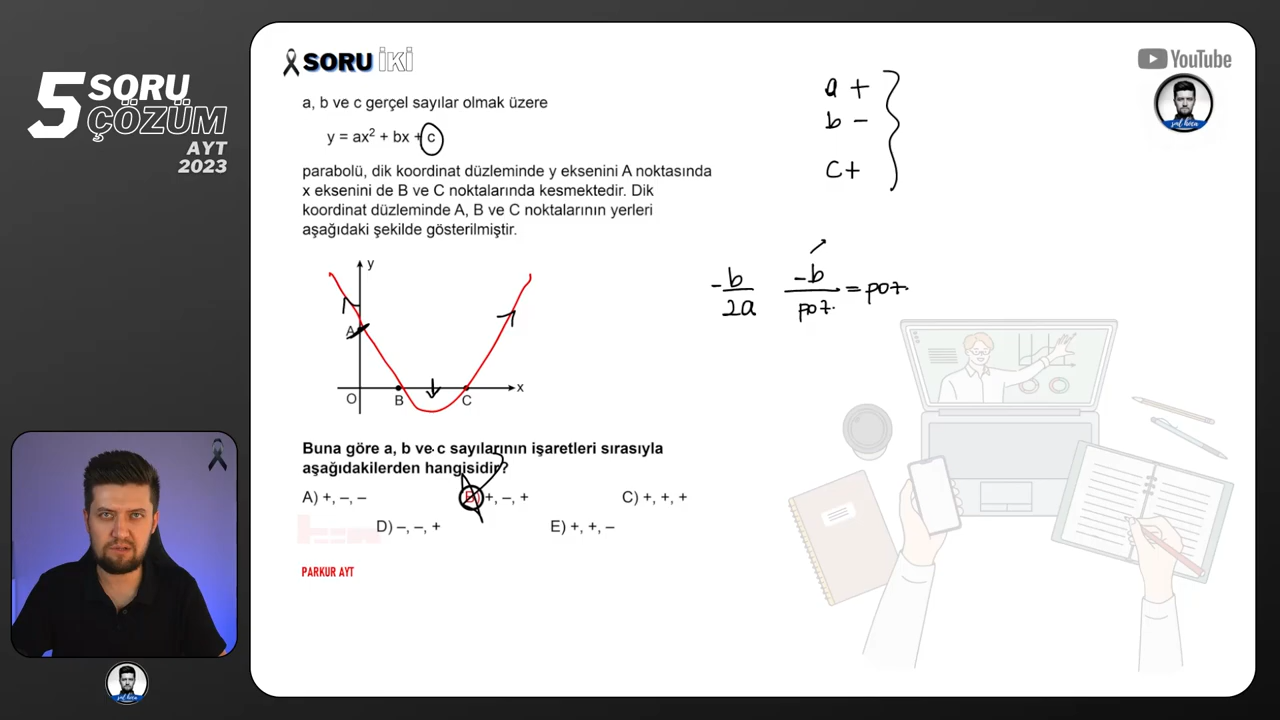 5 SORU
ÇÖZÜM
AYT
2023
SORU İKİ
YouTube
a, b ve c gerçel sayılar olmak üzere
y = ax² + bx + c
parabolü, dik koordinat düzleminde y eksenini A noktasında
x eksenini de B ve C noktalarında kesmektedir. Dik
koordinat düzleminde A, B ve C noktalarının yerleri
aşağıdaki şekilde gösterilmiştir.
a +
b -
c +
-b/2a -b/poz. = poz.
y
A
O B C x
Buna göre a, b ve c sayılarının işaretleri sırasıyla
aşağıdakilerden hangisidir?
A) +, –, – B) +, –, + C) +, +, +
D) –, –, + E) +, +, –
PARKUR AYT